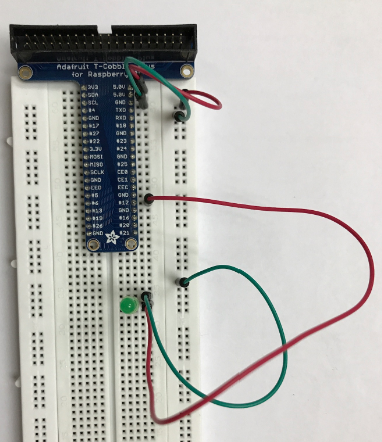 Adafruit T-Cobbler Plus
for Raspberry
3V3 5.0V
SDA 5.0V
SCL GND
#4 TXD
GND RXD
#17 #18
#27 GND
#22 #23
3.3V #24
MOSI GND
MISO #25
SCLK CE0
GND CE1
EED EEC
#5 GND
#6 #12
#13 GND
#19 #16
#26 #20
GND #21